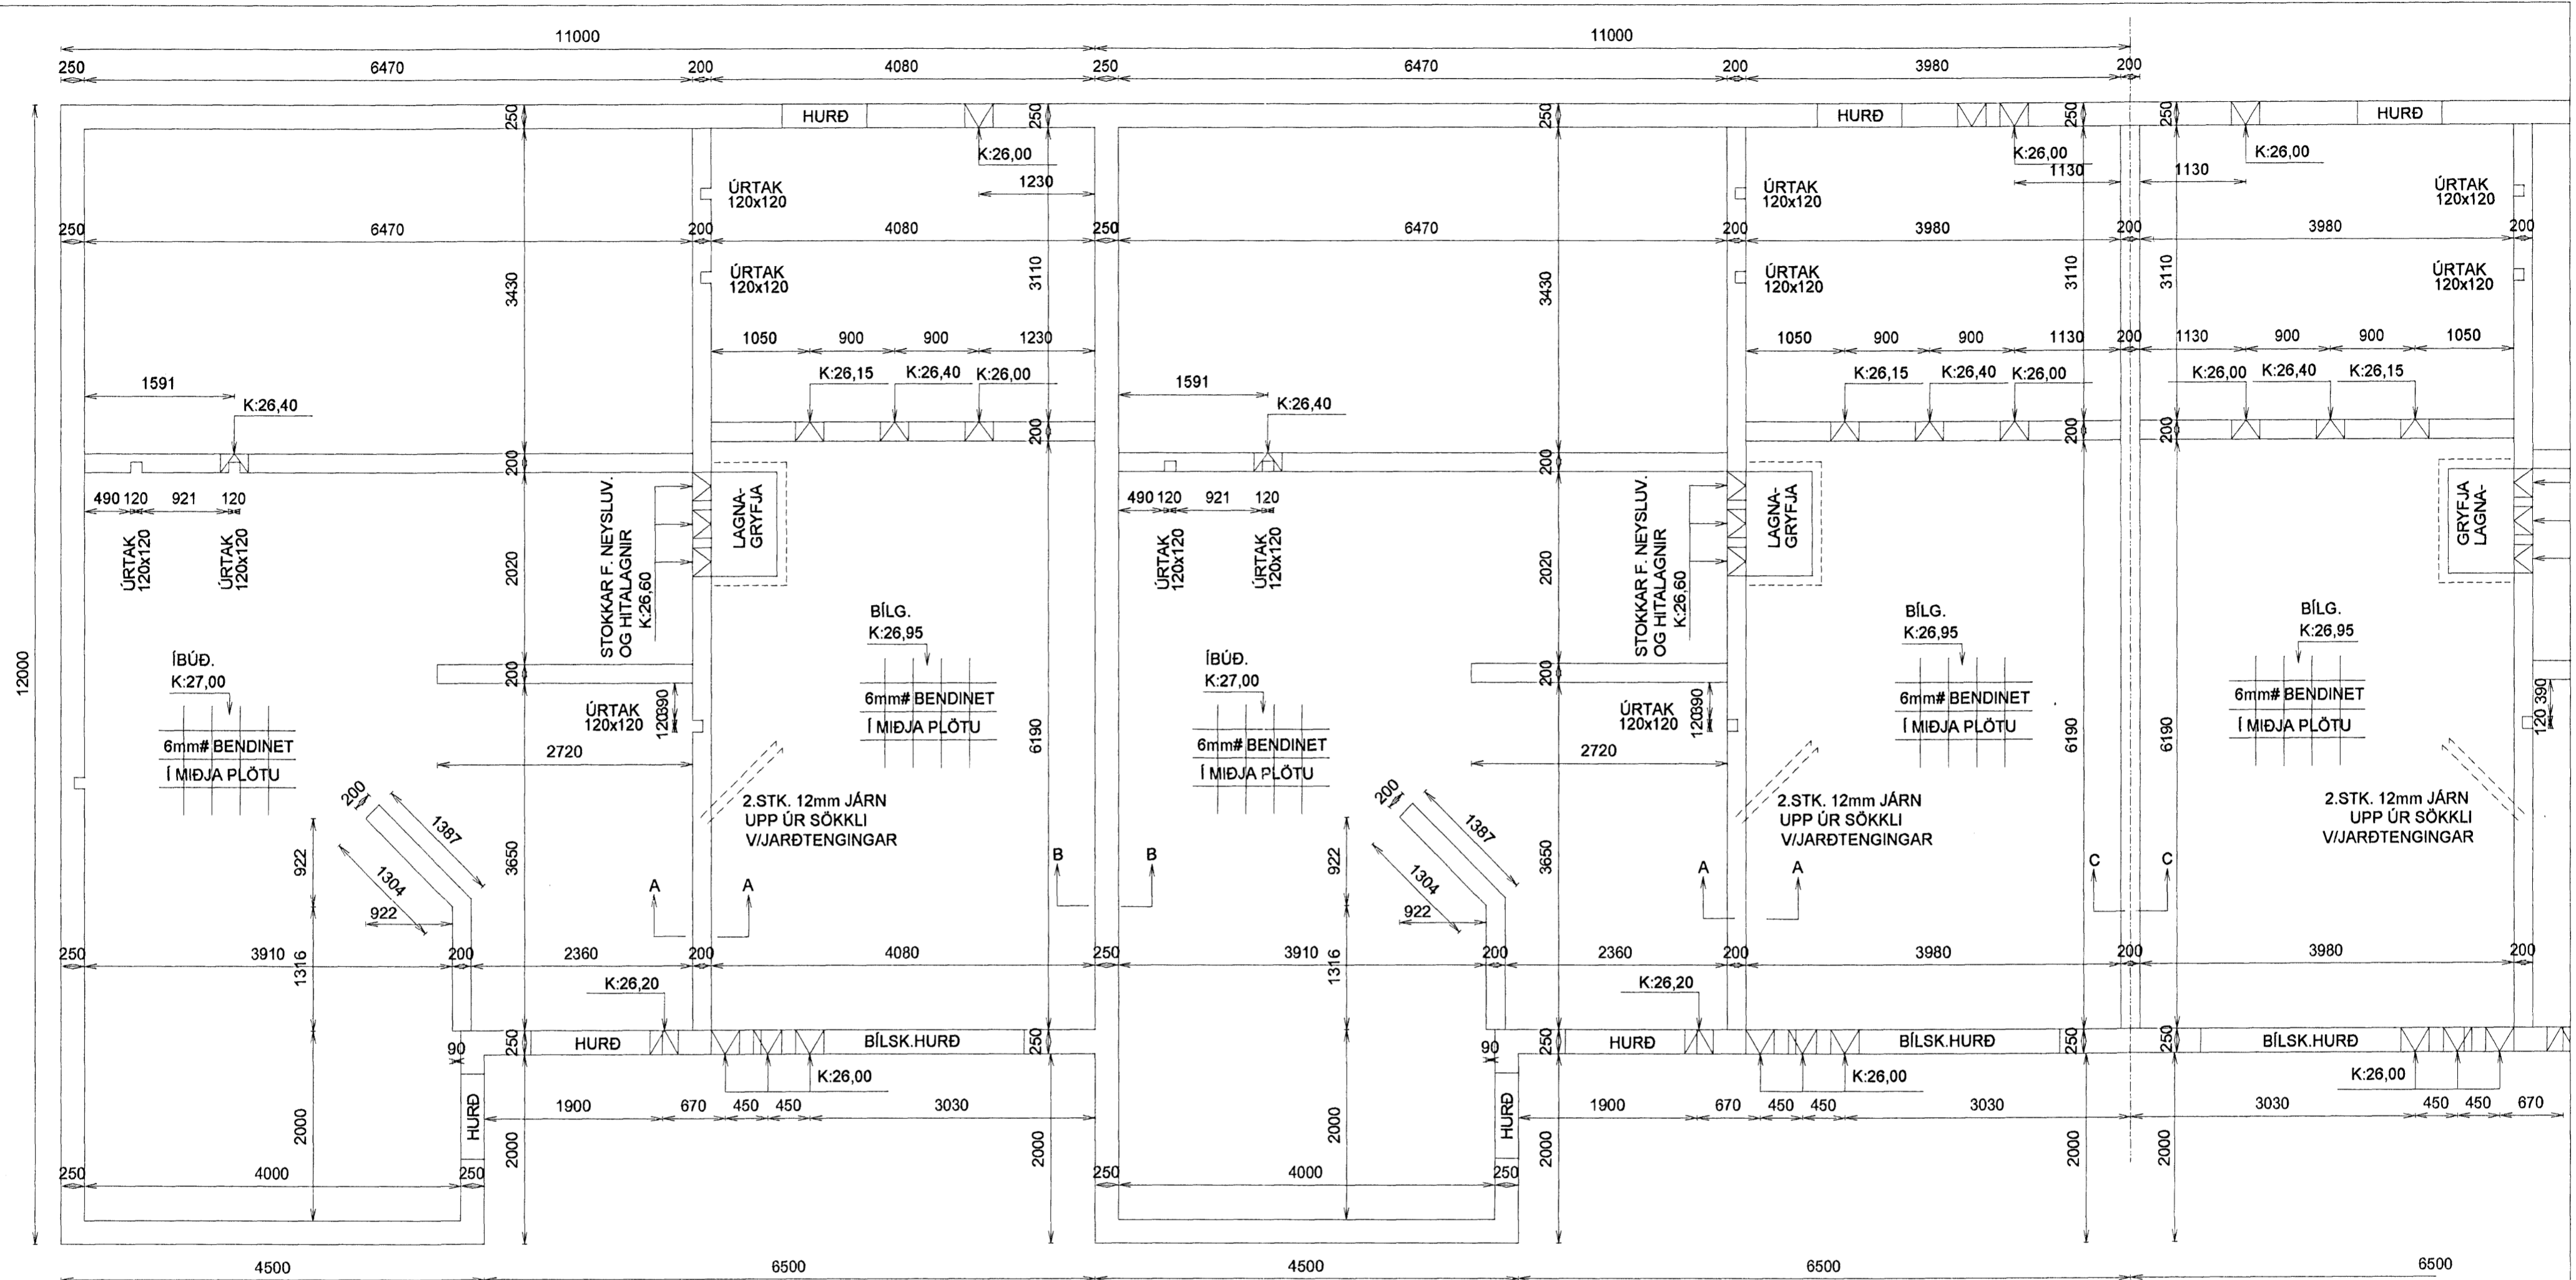 11000 11000
250 6470 200 4080 250 6470 200 3980 200
HURÐ HURÐ HURÐ
250 250 250 250 250
K:26,00 K:26,00 K:26,00
1230 1130 1130
ÚRTAK ÚRTAK ÚRTAK
120x120 120x120 120x120
250 6470 200 4080 250 6470 200 3980 200 3980 200
ÚRTAK ÚRTAK ÚRTAK
120x120 120x120 120x120
3430 3110 3430 3110 3110
1050 900 900 1230 1050 900 900 1130 200 1130 900 900 1050
K:26,15 K:26,40 K:26,00 K:26,15 K:26,40 K:26,00 K:26,00 K:26,40 K:26,15
1591 1591
K:26,40 K:26,40
200 200 200 200 200
490 120 921 120 490 120 921 120
ÚRTAK
120x120
ÚRTAK
120x120
ÚRTAK
120x120
ÚRTAK
120x120
STOKKAR F. NEYSLUV.
OG HITALAGNIR
K:26,60
LAGNA-
GRYFJA
STOKKAR F. NEYSLUV.
OG HITALAGNIR
K:26,60
LAGNA-
GRYFJA
GRYFJA
LAGNA-
2020 2020
BÍLG. BÍLG. BÍLG.
K:26,95 K:26,95 K:26,95
ÍBÚÐ. ÍBÚÐ.
K:27,00 K:27,00
12000
200 200
6mm# BENDINET 6mm# BENDINET 6mm# BENDINET
Í MIÐJA PLÖTU Í MIÐJA PLÖTU Í MIÐJA PLÖTU
ÚRTAK ÚRTAK
120x120 120x120
120 390 120 390 120 390
6mm# BENDINET 6mm# BENDINET
Í MIÐJA PLÖTU Í MIÐJA PLÖTU
2720 2720
6190 6190 6190
200 1387 200 1387
2.STK. 12mm JÁRN 2.STK. 12mm JÁRN 2.STK. 12mm JÁRN
UPP ÚR SÖKKLI UPP ÚR SÖKKLI UPP ÚR SÖKKLI
V/JARÐTENGINGAR V/JARÐTENGINGAR V/JARÐTENGINGAR
922 1304 3650 922 1304 3650
A A B B A A C C
922 922
250 3910 200 2360 200 4080 250 3910 200 2360 200 3980 200 3980 200
1316 1316
K:26,20 K:26,20
90 250 HURÐ BÍLSK.HURÐ 250 90 250 HURÐ BÍLSK.HURÐ 250 250 BÍLSK.HURÐ
K:26,00 K:26,00 K:26,00
HURÐ HURÐ
1900 670 450 450 3030 1900 670 450 450 3030 3030 450 450 670
2000 2000 2000 2000 2000 2000 2000
250 4000 250 250 4000 250
4500 6500 4500 6500 6500